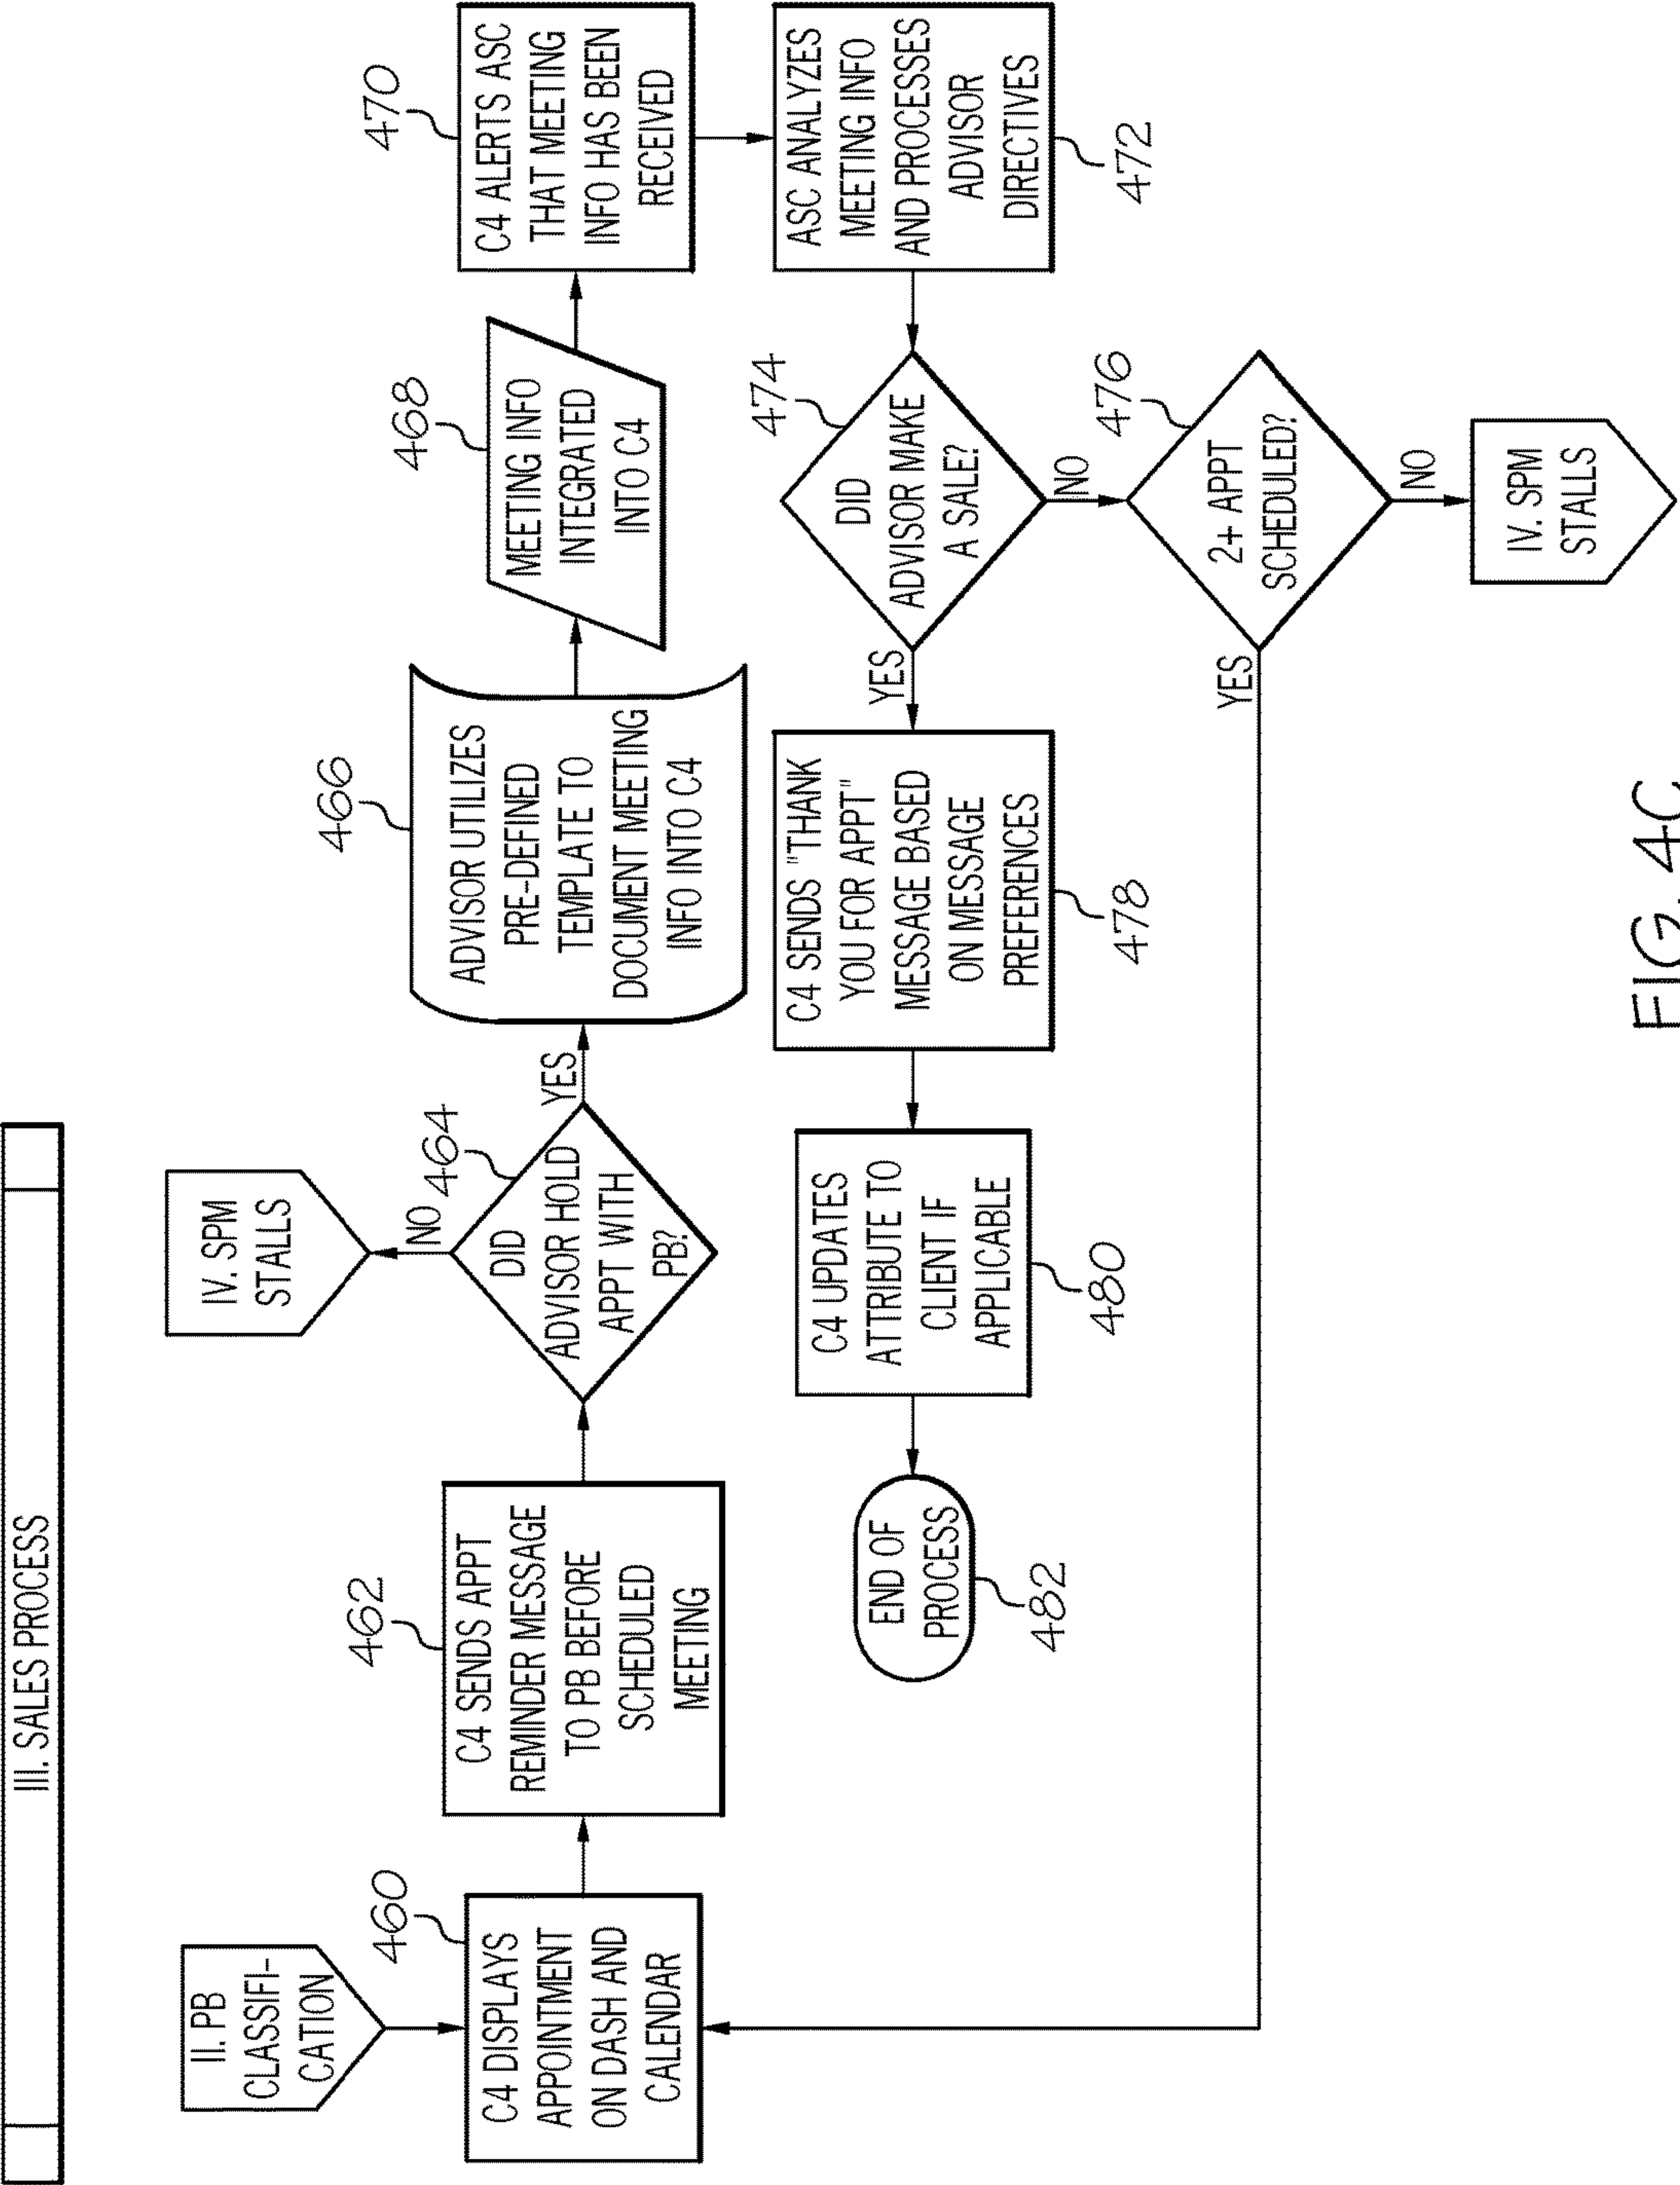 III. SALES PROCESS
II. PB
CLASSIFI-
CATION
IV. SPM
STALLS
460
C4 DISPLAYS
APPOINTMENT
ON DASH AND
CALENDAR
462
C4 SENDS APPT
REMINDER MESSAGE
TO PB BEFORE
SCHEDULED
MEETING
464
DID
ADVISOR HOLD
APPT WITH
PB?
NO
YES
466
ADVISOR UTILIZES
PRE-DEFINED
TEMPLATE TO
DOCUMENT MEETING
INFO INTO C4
468
MEETING INFO
INTEGRATED
INTO C4
470
C4 ALERTS ASC
THAT MEETING
INFO HAS BEEN
RECEIVED
ASC ANALYZES
MEETING INFO
AND PROCESSES
ADVISOR
DIRECTIVES
472
474
DID
ADVISOR MAKE
A SALE?
YES
NO
C4 SENDS "THANK
YOU FOR APPT"
MESSAGE BASED
ON MESSAGE
PREFERENCES
478
C4 UPDATES
ATTRIBUTE TO
CLIENT IF
APPLICABLE
480
END OF
PROCESS
482
476
2+ APPT
SCHEDULED?
YES
NO
IV. SPM
STALLS
FIG. 4C